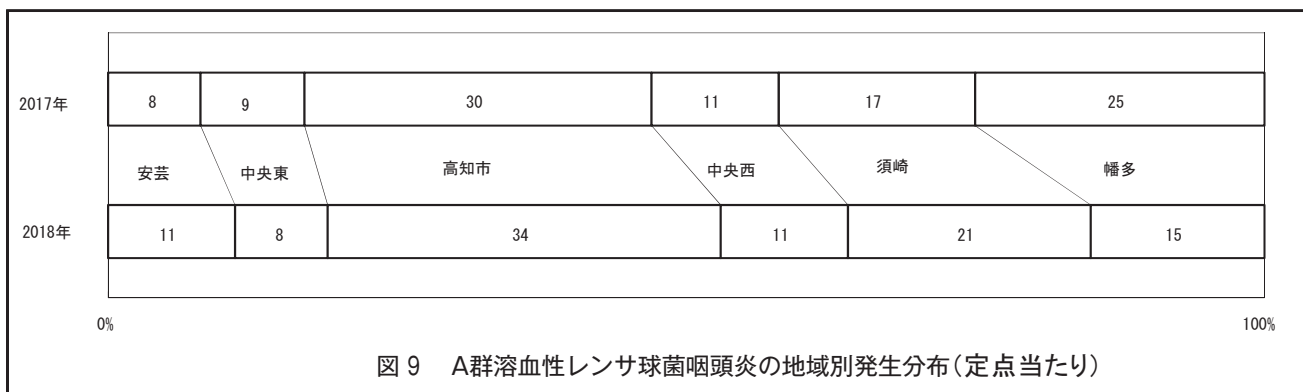 2017年 8 9 30 11 17 25
安芸 中央東 高知市 中央西 須崎 幡多
2018年 11 8 34 11 21 15
0% 100%
図9 A群溶血性レンサ球菌咽頭炎の地域別発生分布(定点当たり)